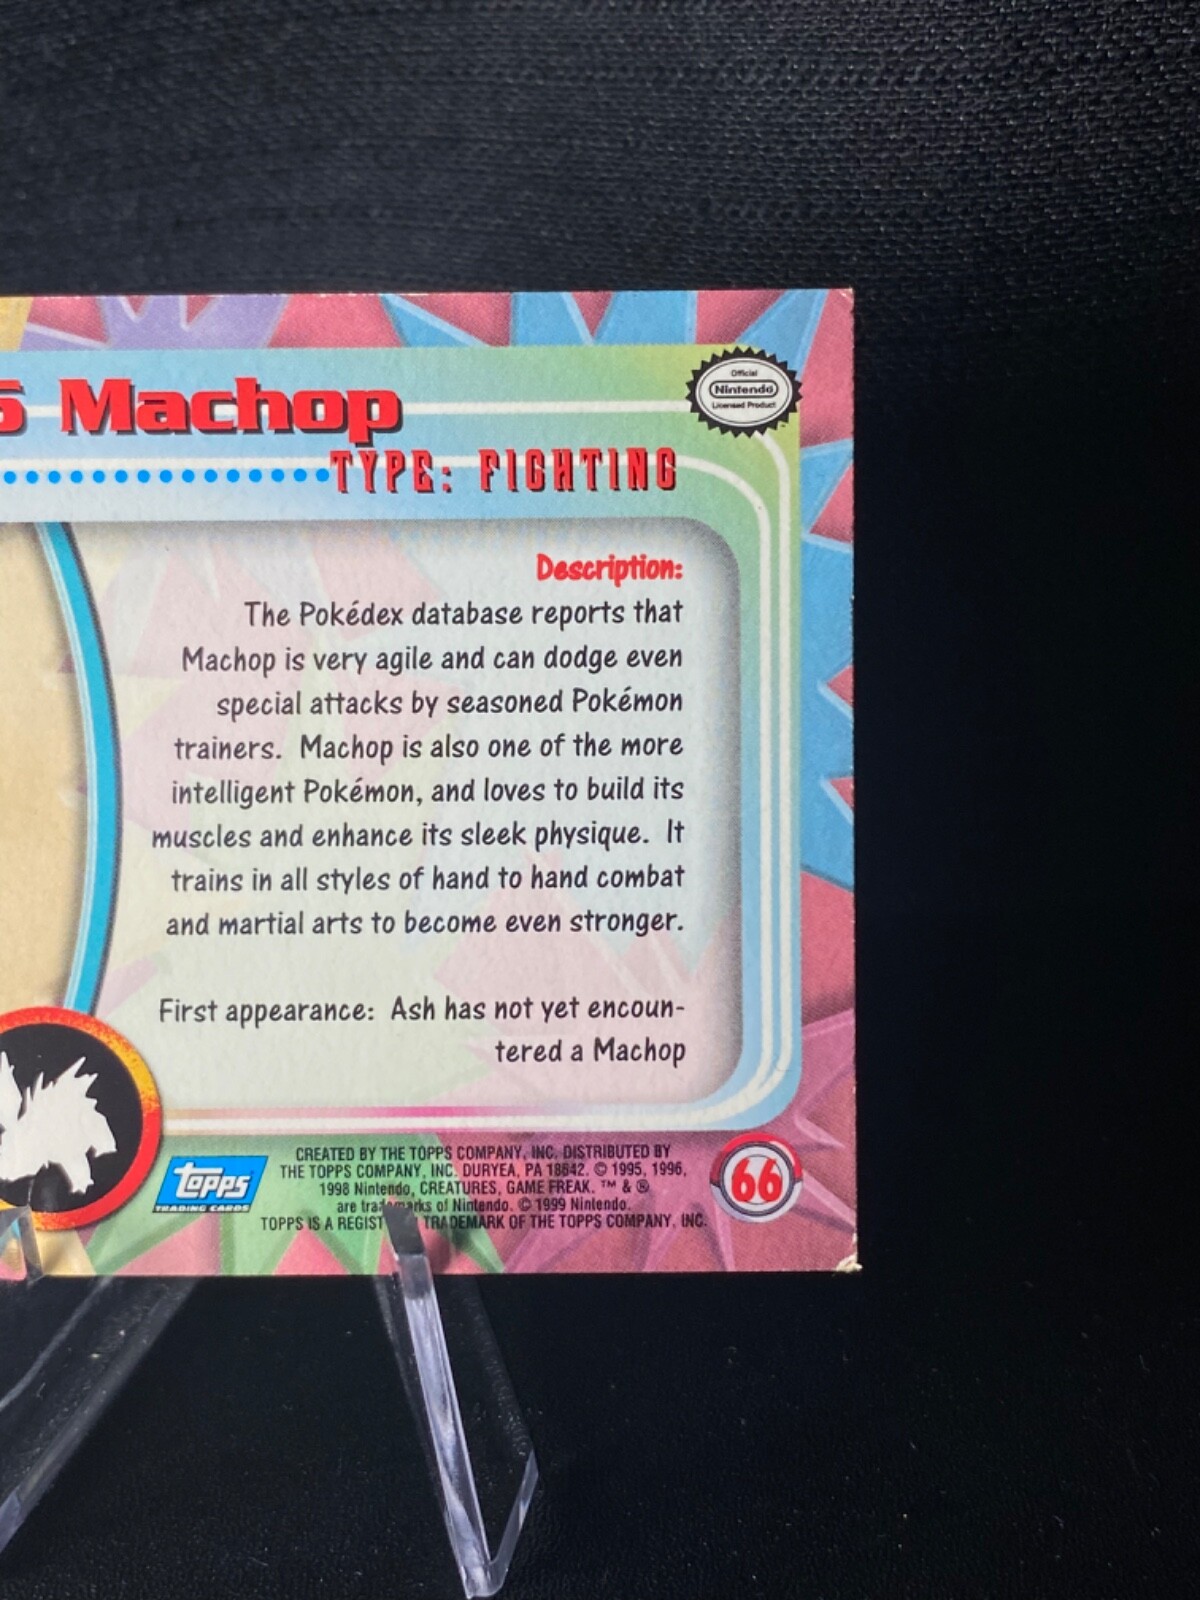 6 Machop
Official
Nintendo
Licensed Product
TYPE: FIGHTING
Description:
The Pokédex database reports that
Machop is very agile and can dodge even
special attacks by seasoned Pokémon
trainers. Machop is also one of the more
intelligent Pokémon, and loves to build its
muscles and enhance its sleek physique. It
trains in all styles of hand to hand combat
and martial arts to become even stronger.
First appearance: Ash has not yet encoun-
tered a Machop
CREATED BY THE TOPPS COMPANY, INC. DISTRIBUTED BY
THE TOPPS COMPANY, INC. DURYEA, PA 18642. © 1995, 1996,
1998 Nintendo, CREATURES, GAME FREAK. ™ & ®
are trademarks of Nintendo. © 1999 Nintendo.
TOPPS IS A REGIST TRADEMARK OF THE TOPPS COMPANY, INC.
topps
TRADING CARDS
66